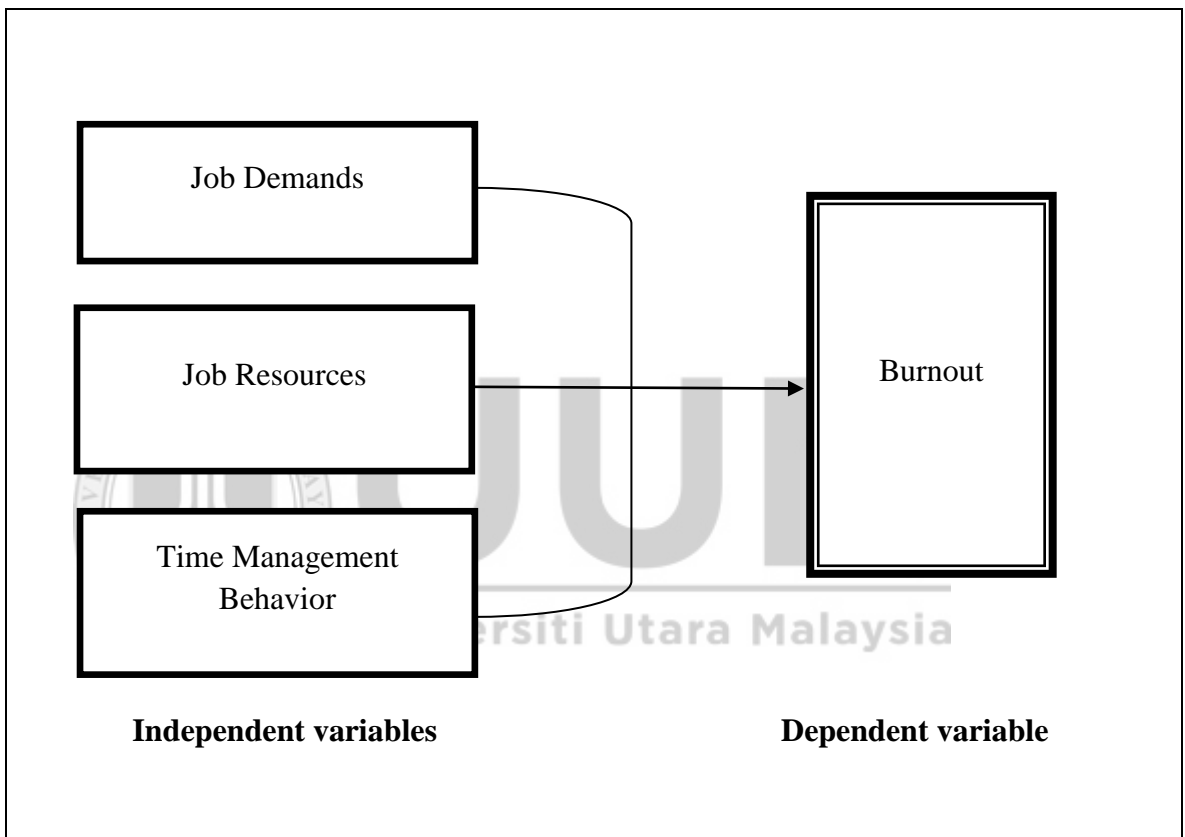 Job Demands
Job Resources
Burnout
Time Management
Behavior
ersiti Utara Malaysia
Independent variables
Dependent variable